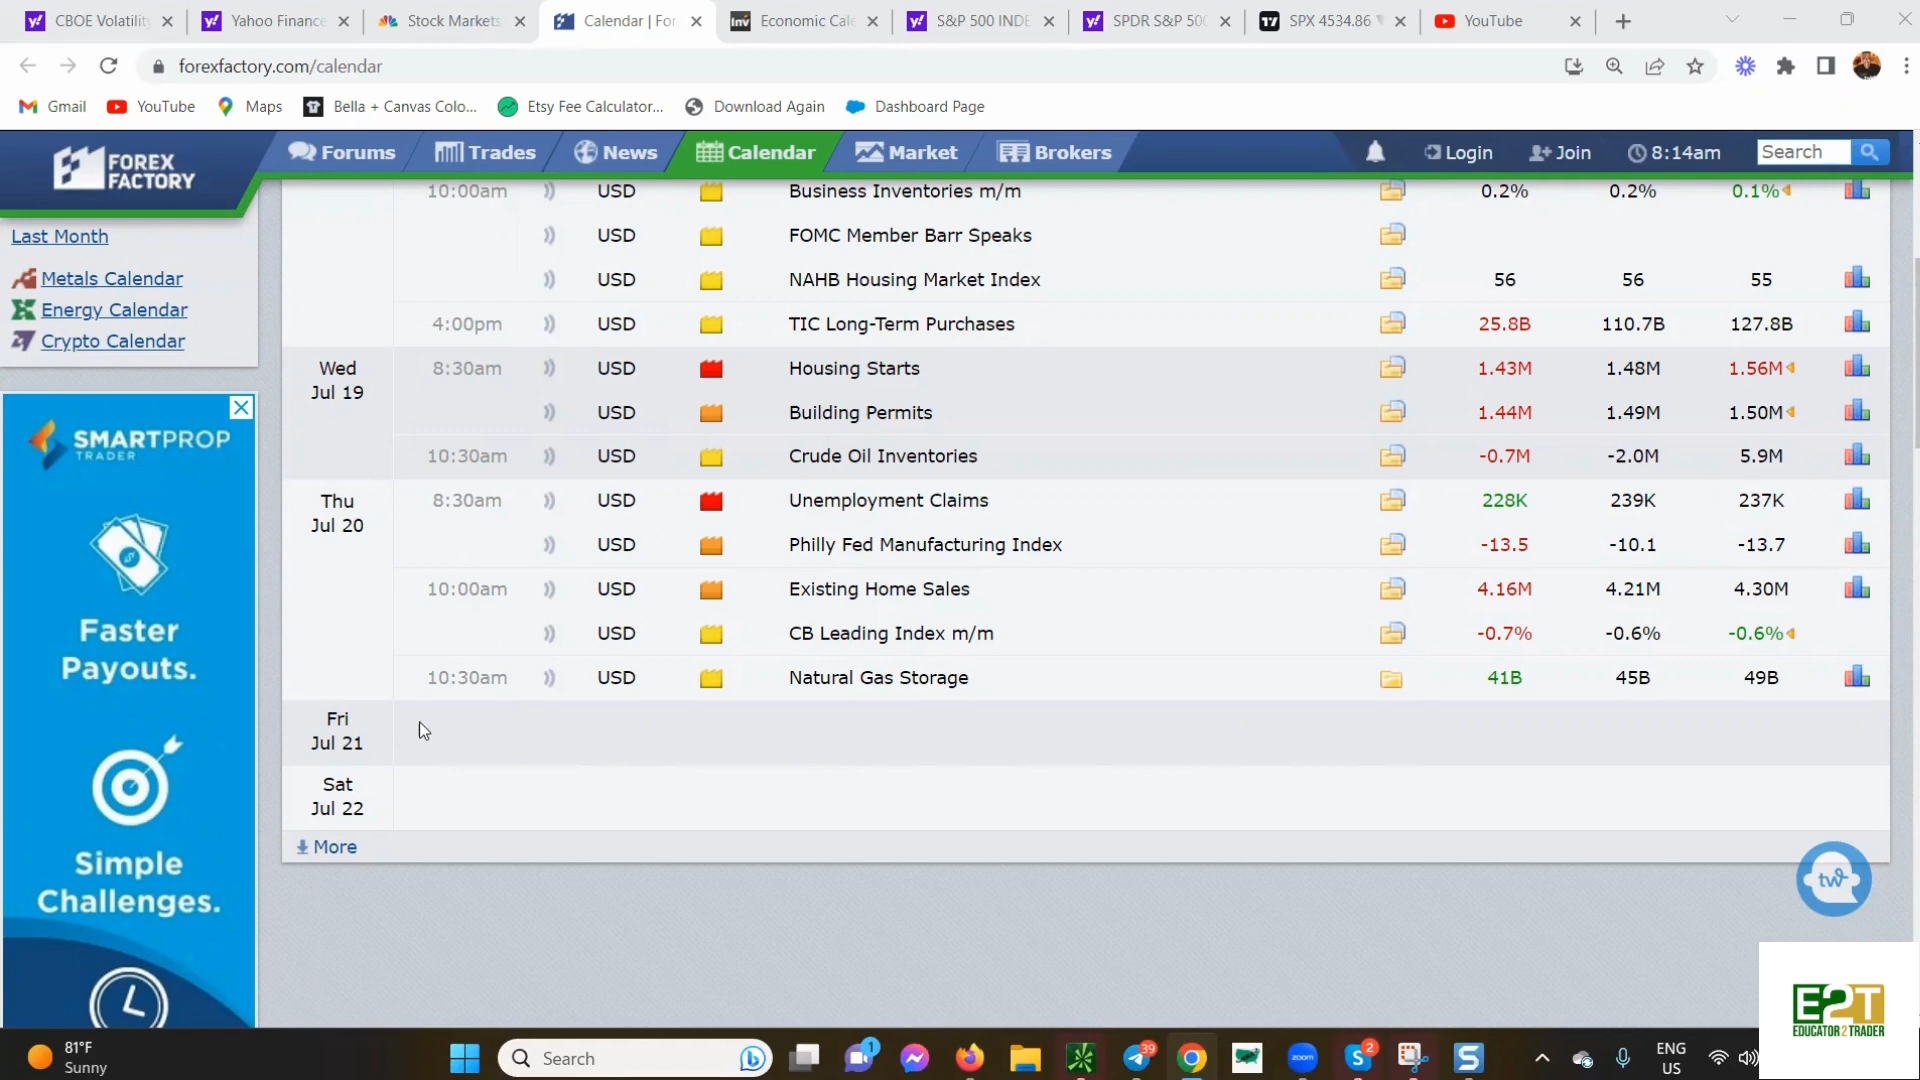 CBOE Volatility
Yahoo Finance
Stock Markets
Calendar | For
Economic Cale
S&P 500 INDE
SPDR S&P 500
SPX 4534.86
YouTube
forexfactory.com/calendar
Gmail
YouTube
Maps
Bella + Canvas Colo...
Etsy Fee Calculator...
Download Again
Dashboard Page
FOREX
FACTORY
Forums
Trades
News
Calendar
Market
Brokers
Login
Join
8:14am
Search
Last Month
Metals Calendar
Energy Calendar
Crypto Calendar
SMARTPROP
TRADER
Faster
Payouts.
Simple
Challenges.
10:00am USD Business Inventories m/m 0.2% 0.2% 0.1%
USD FOMC Member Barr Speaks
USD NAHB Housing Market Index 56 56 55
4:00pm USD TIC Long-Term Purchases 25.8B 110.7B 127.8B
Wed
Jul 19
8:30am USD Housing Starts 1.43M 1.48M 1.56M
USD Building Permits 1.44M 1.49M 1.50M
10:30am USD Crude Oil Inventories -0.7M -2.0M 5.9M
Thu
Jul 20
8:30am USD Unemployment Claims 228K 239K 237K
USD Philly Fed Manufacturing Index -13.5 -10.1 -13.7
10:00am USD Existing Home Sales 4.16M 4.21M 4.30M
USD CB Leading Index m/m -0.7% -0.6% -0.6%
10:30am USD Natural Gas Storage 41B 45B 49B
Fri
Jul 21
Sat
Jul 22
More
tw
E2T
EDUCATOR2TRADER
81°F
Sunny
Search
1
39
zoom
2
ENG
US